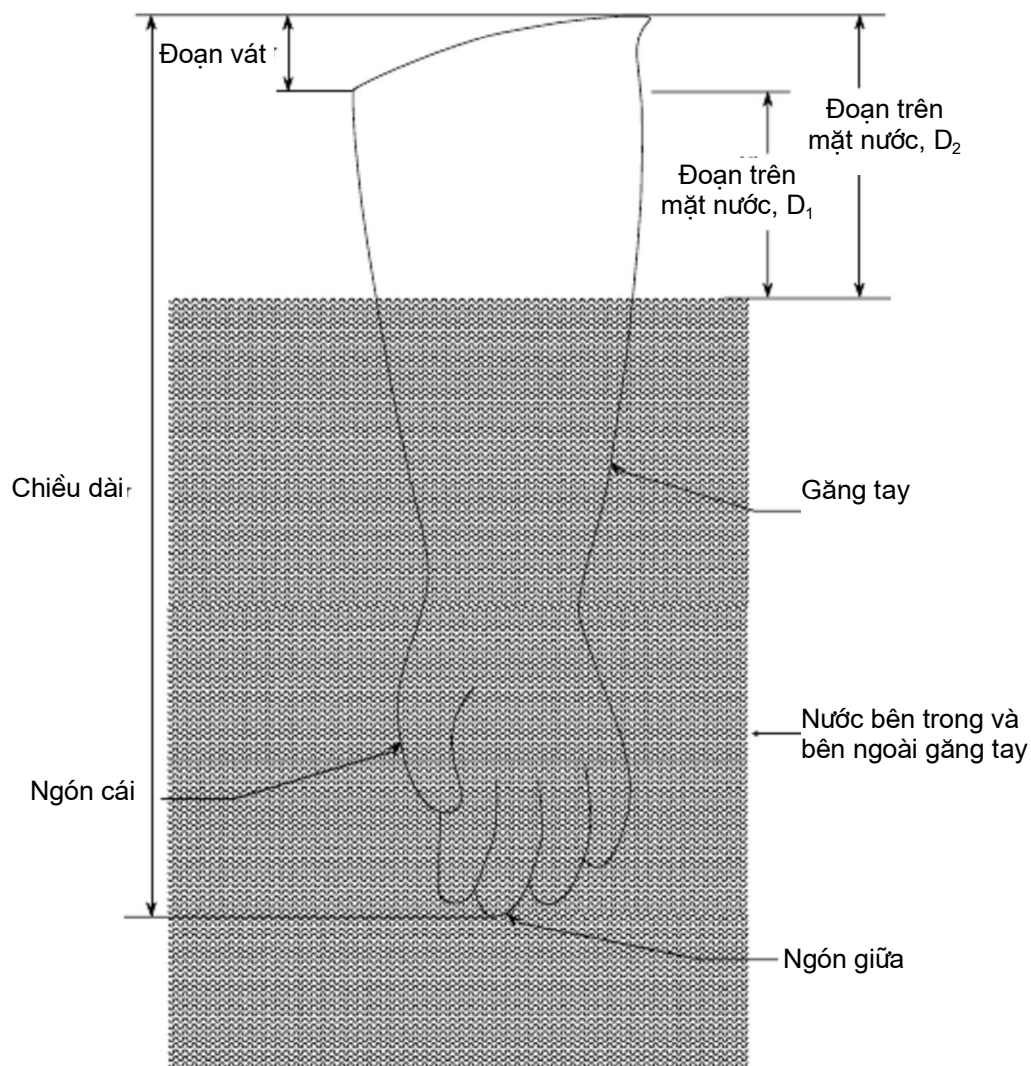 Đoạn vát
Đoạn trên
mặt nước, D₂
Đoạn trên
mặt nước, D₁
Chiều dài
Găng tay
Nước bên trong và
bên ngoài găng tay
Ngón cái
Ngón giữa